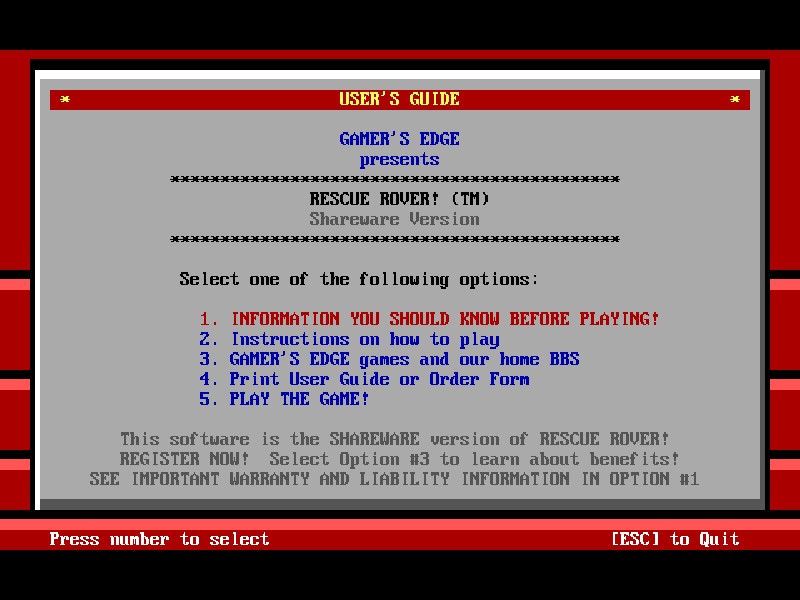 * USER'S GUIDE *
GAMER'S EDGE
presents
*********************************************
RESCUE ROVER! (TM)
Shareware Version
*********************************************
Select one of the following options:
1. INFORMATION YOU SHOULD KNOW BEFORE PLAYING!
2. Instructions on how to play
3. GAMER'S EDGE games and our home BBS
4. Print User Guide or Order Form
5. PLAY THE GAME!
This software is the SHAREWARE version of RESCUE ROVER!
REGISTER NOW! Select Option #3 to learn about benefits!
SEE IMPORTANT WARRANTY AND LIABILITY INFORMATION IN OPTION #1
Press number to select [ESC] to Quit